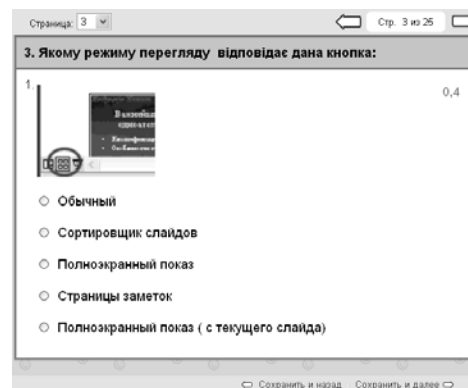 Страница: 3
Стр. 3 из 25
3. Якому режиму перегляду відповідає дана кнопка:
1.
0,4
Обычный
Сортировщик слайдов
Полноэкранный показ
Страницы заметок
Полноэкранный показ ( с текущего слайда)
Сохранить и назад Сохранить и далее